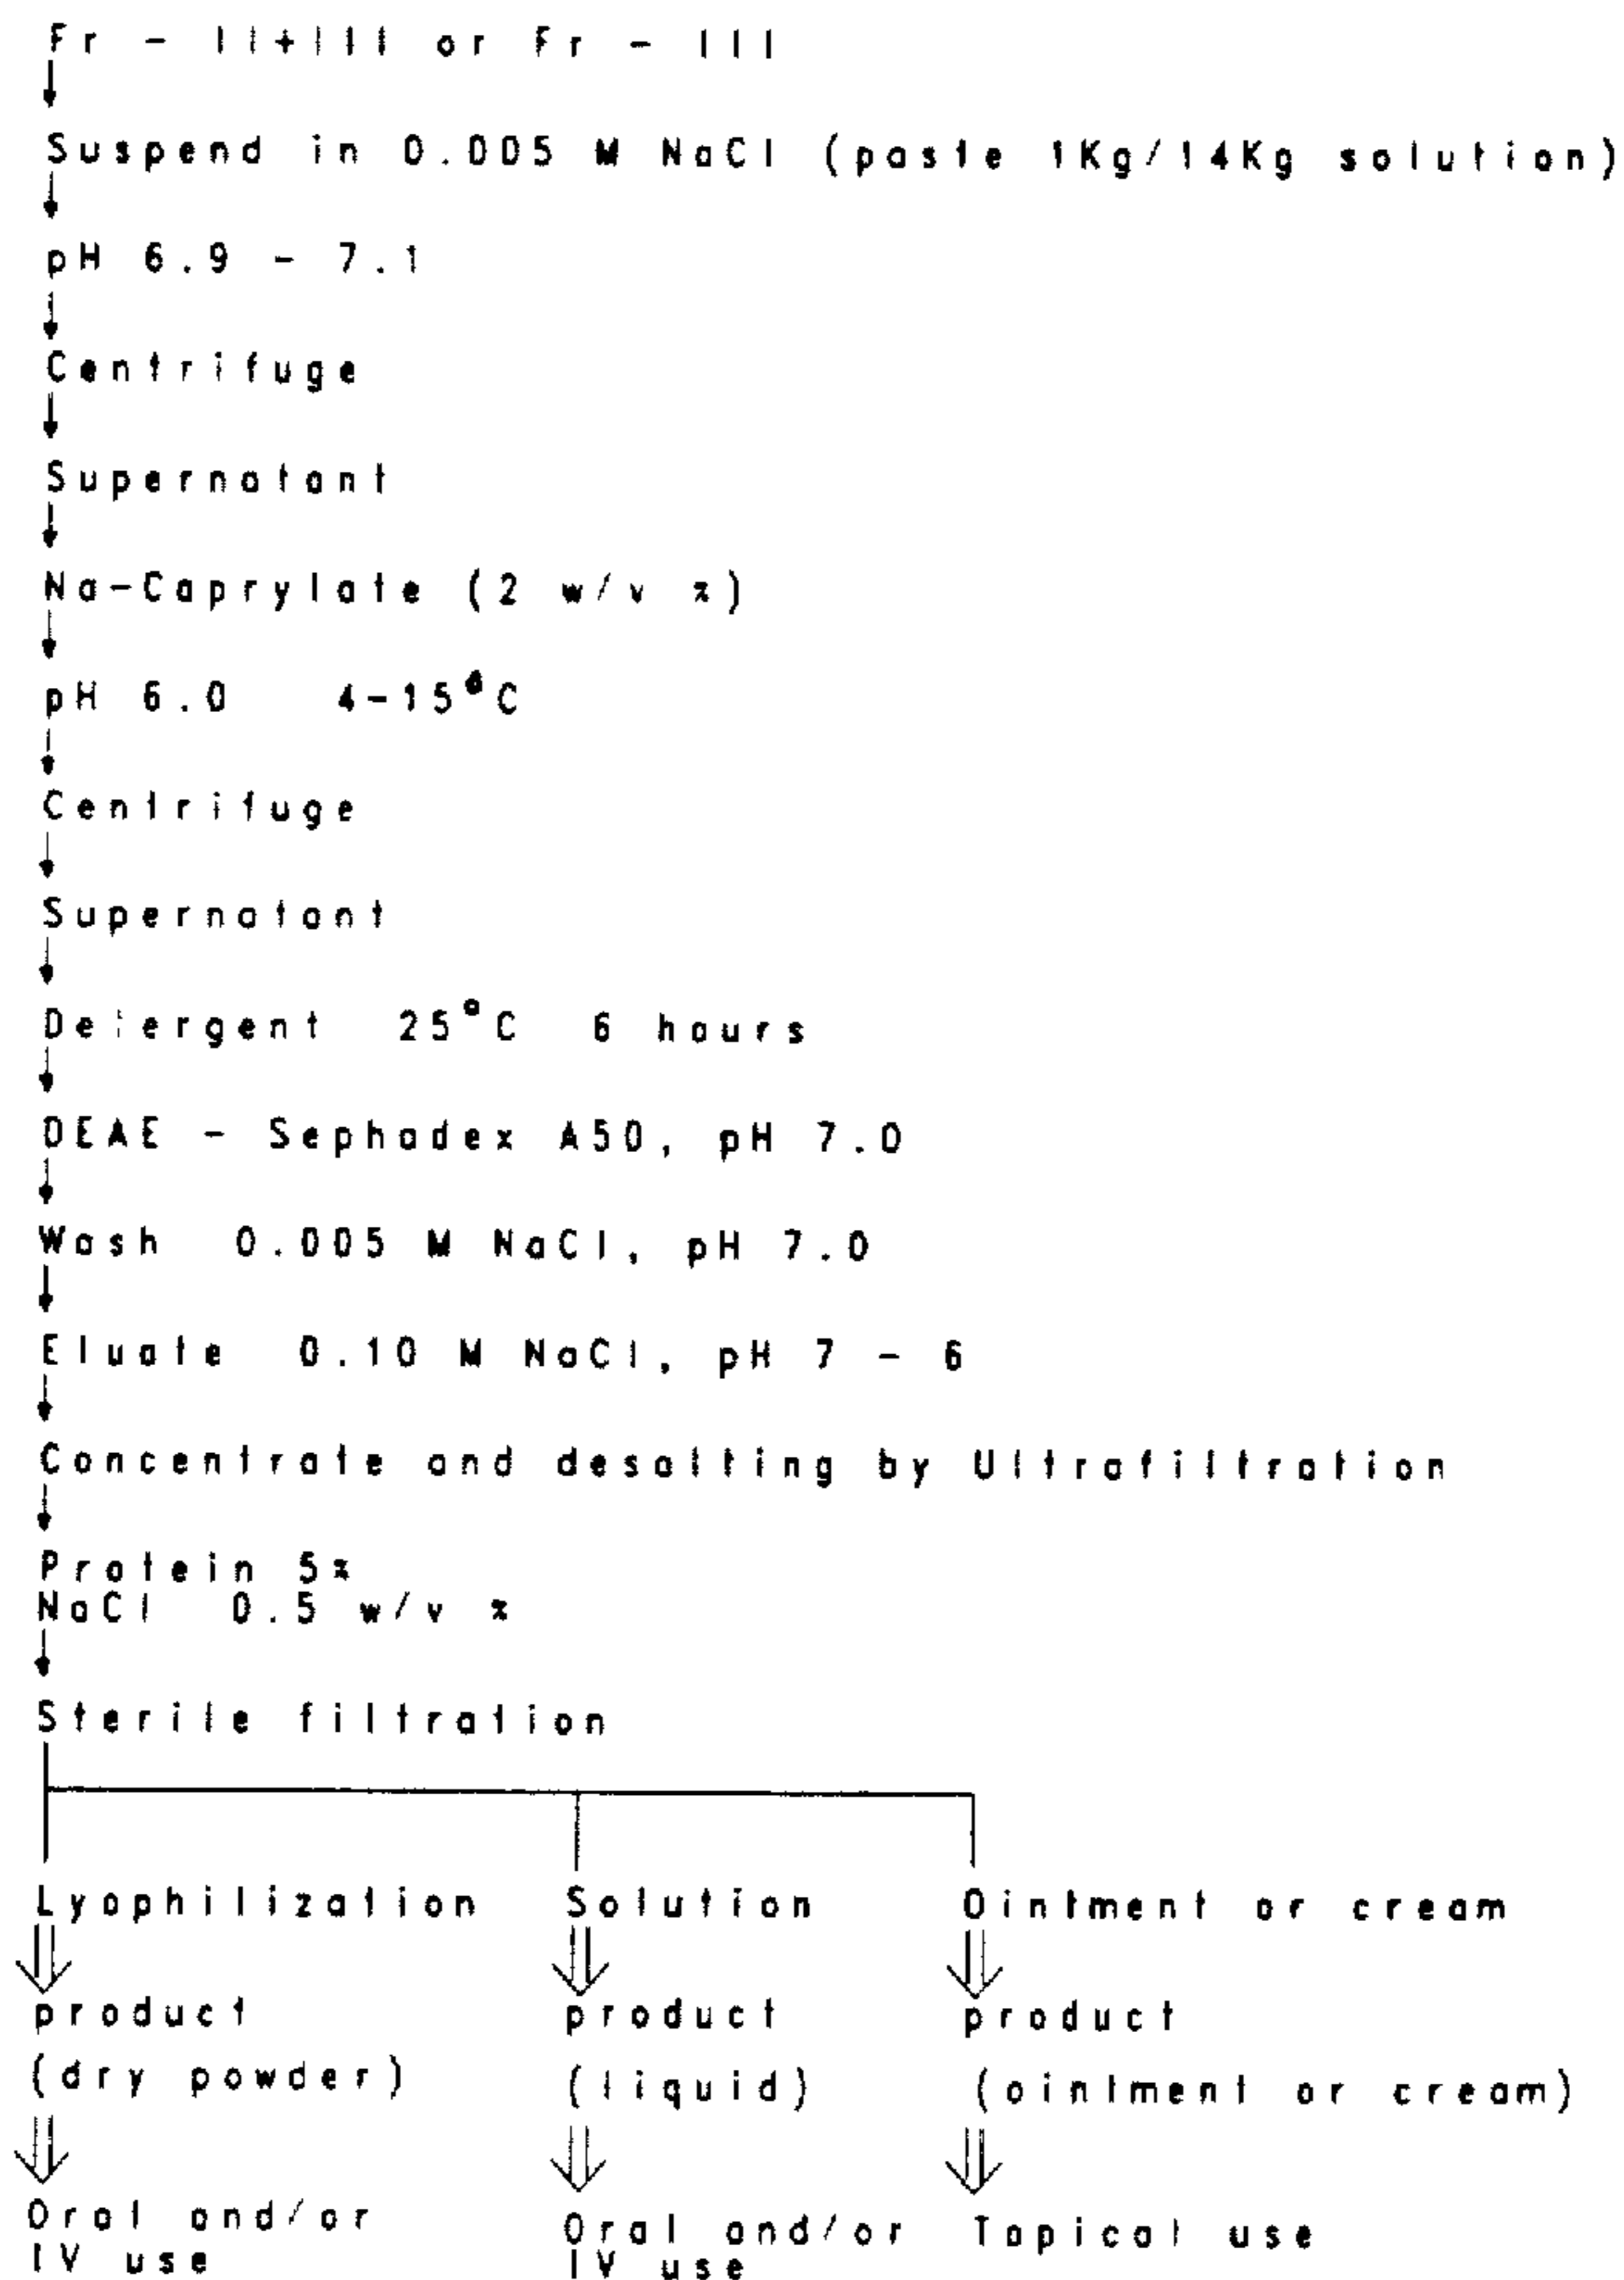 Fr - II+III or Fr - III
Suspend in 0.005 M NaCl (paste 1Kg/14Kg solution)
pH 6.9 - 7.1
Centrifuge
Supernatant
Na-Caprylate (2 w/v %)
pH 6.0 4-15°C
Centrifuge
Supernatant
Detergent 25°C 6 hours
DEAE - Sephadex A50, pH 7.0
Wash 0.005 M NaCl, pH 7.0
Eluate 0.10 M NaCl, pH 7 - 6
Concentrate and desalting by Ultrafiltration
Protein 5%
NaCl 0.5 w/v %
Sterile filtration
Lyophilization Solution Ointment or cream
product product product
(dry powder) (liquid) (ointment or cream)
Oral and/or Oral and/or Topical use
IV use IV use